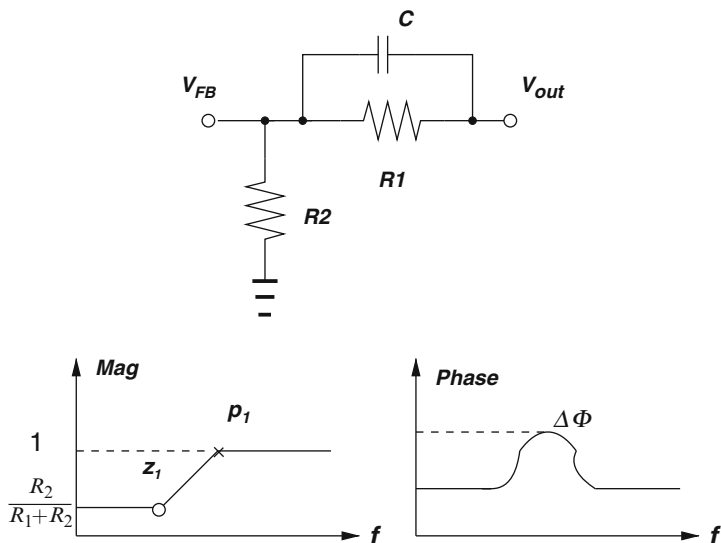 C
V_FB
V_out
R1
R2
Mag
p_1
1
z_1
R_2
R_1+R_2
f
Phase
ΔΦ
f